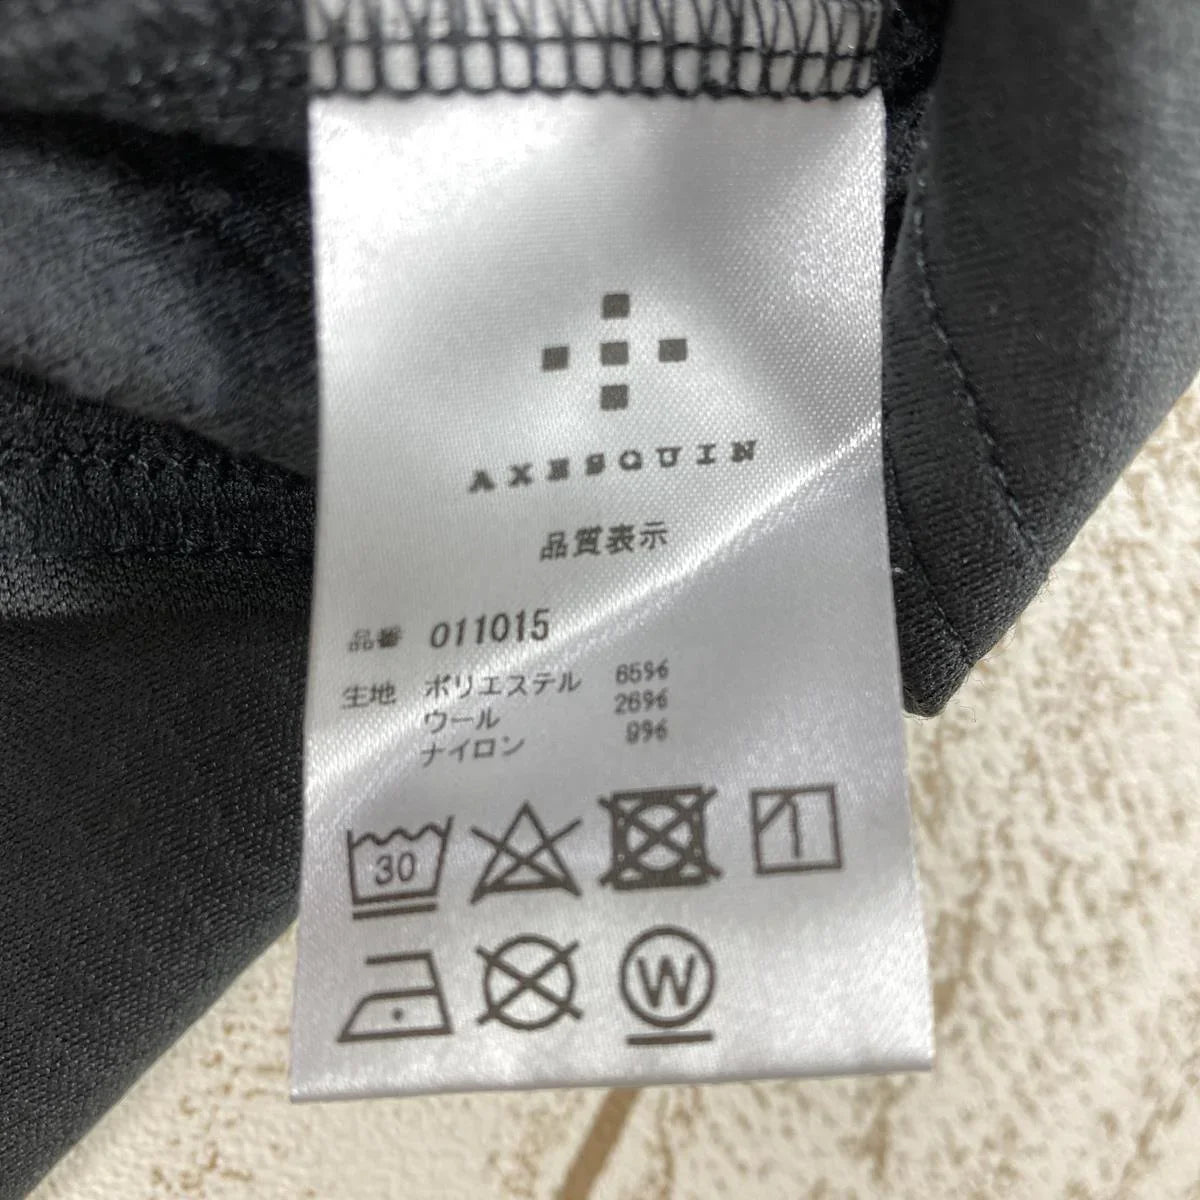 AXESQUIN
品質表示
品番 011015
生地 ポリエステル 65%
ウール 26%
ナイロン 9%
30
W